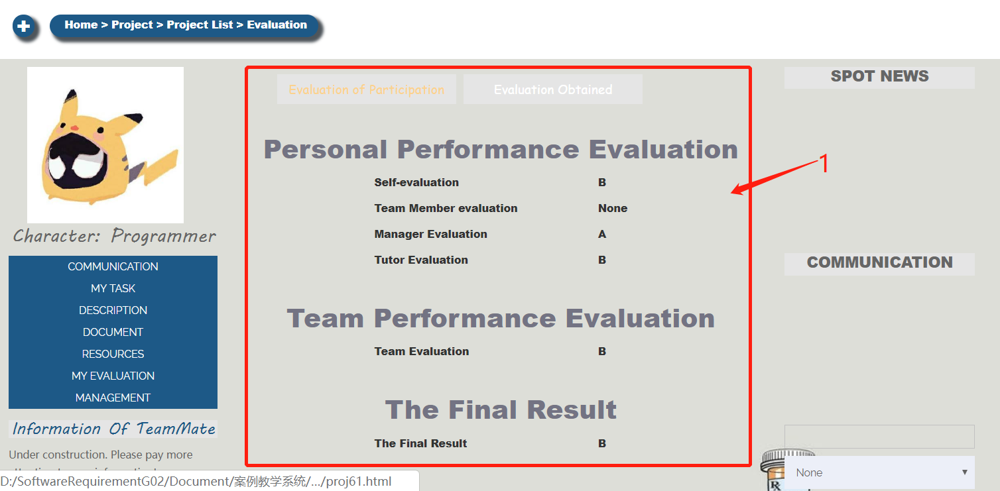 Home > Project > Project List > Evaluation
Evaluation of Participation
Evaluation Obtained
SPOT NEWS
Personal Performance Evaluation
1
Self-evaluation B
Team Member evaluation None
Manager Evaluation A
Tutor Evaluation B
Character: Programmer
COMMUNICATION
MY TASK
DESCRIPTION
DOCUMENT
RESOURCES
MY EVALUATION
MANAGEMENT
COMMUNICATION
Team Performance Evaluation
Team Evaluation B
The Final Result
The Final Result B
Information Of TeamMate
Under construction. Please pay more
D:/SoftwareRequirementG02/Document/案例教学系统/.../proj61.html
None
Rx